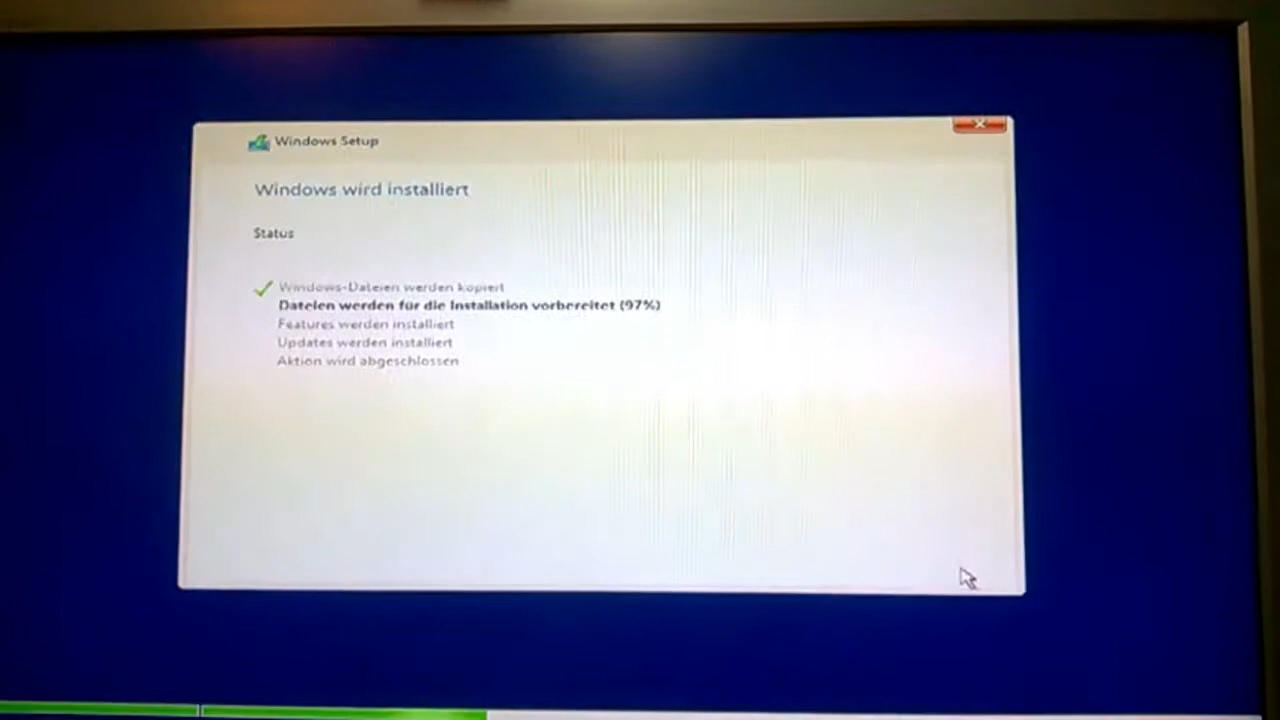 Windows Setup
Windows wird installiert
Status
Windows-Dateien werden kopiert
Dateien werden für die Installation vorbereitet (97%)
Features werden installiert
Updates werden installiert
Aktion wird abgeschlossen